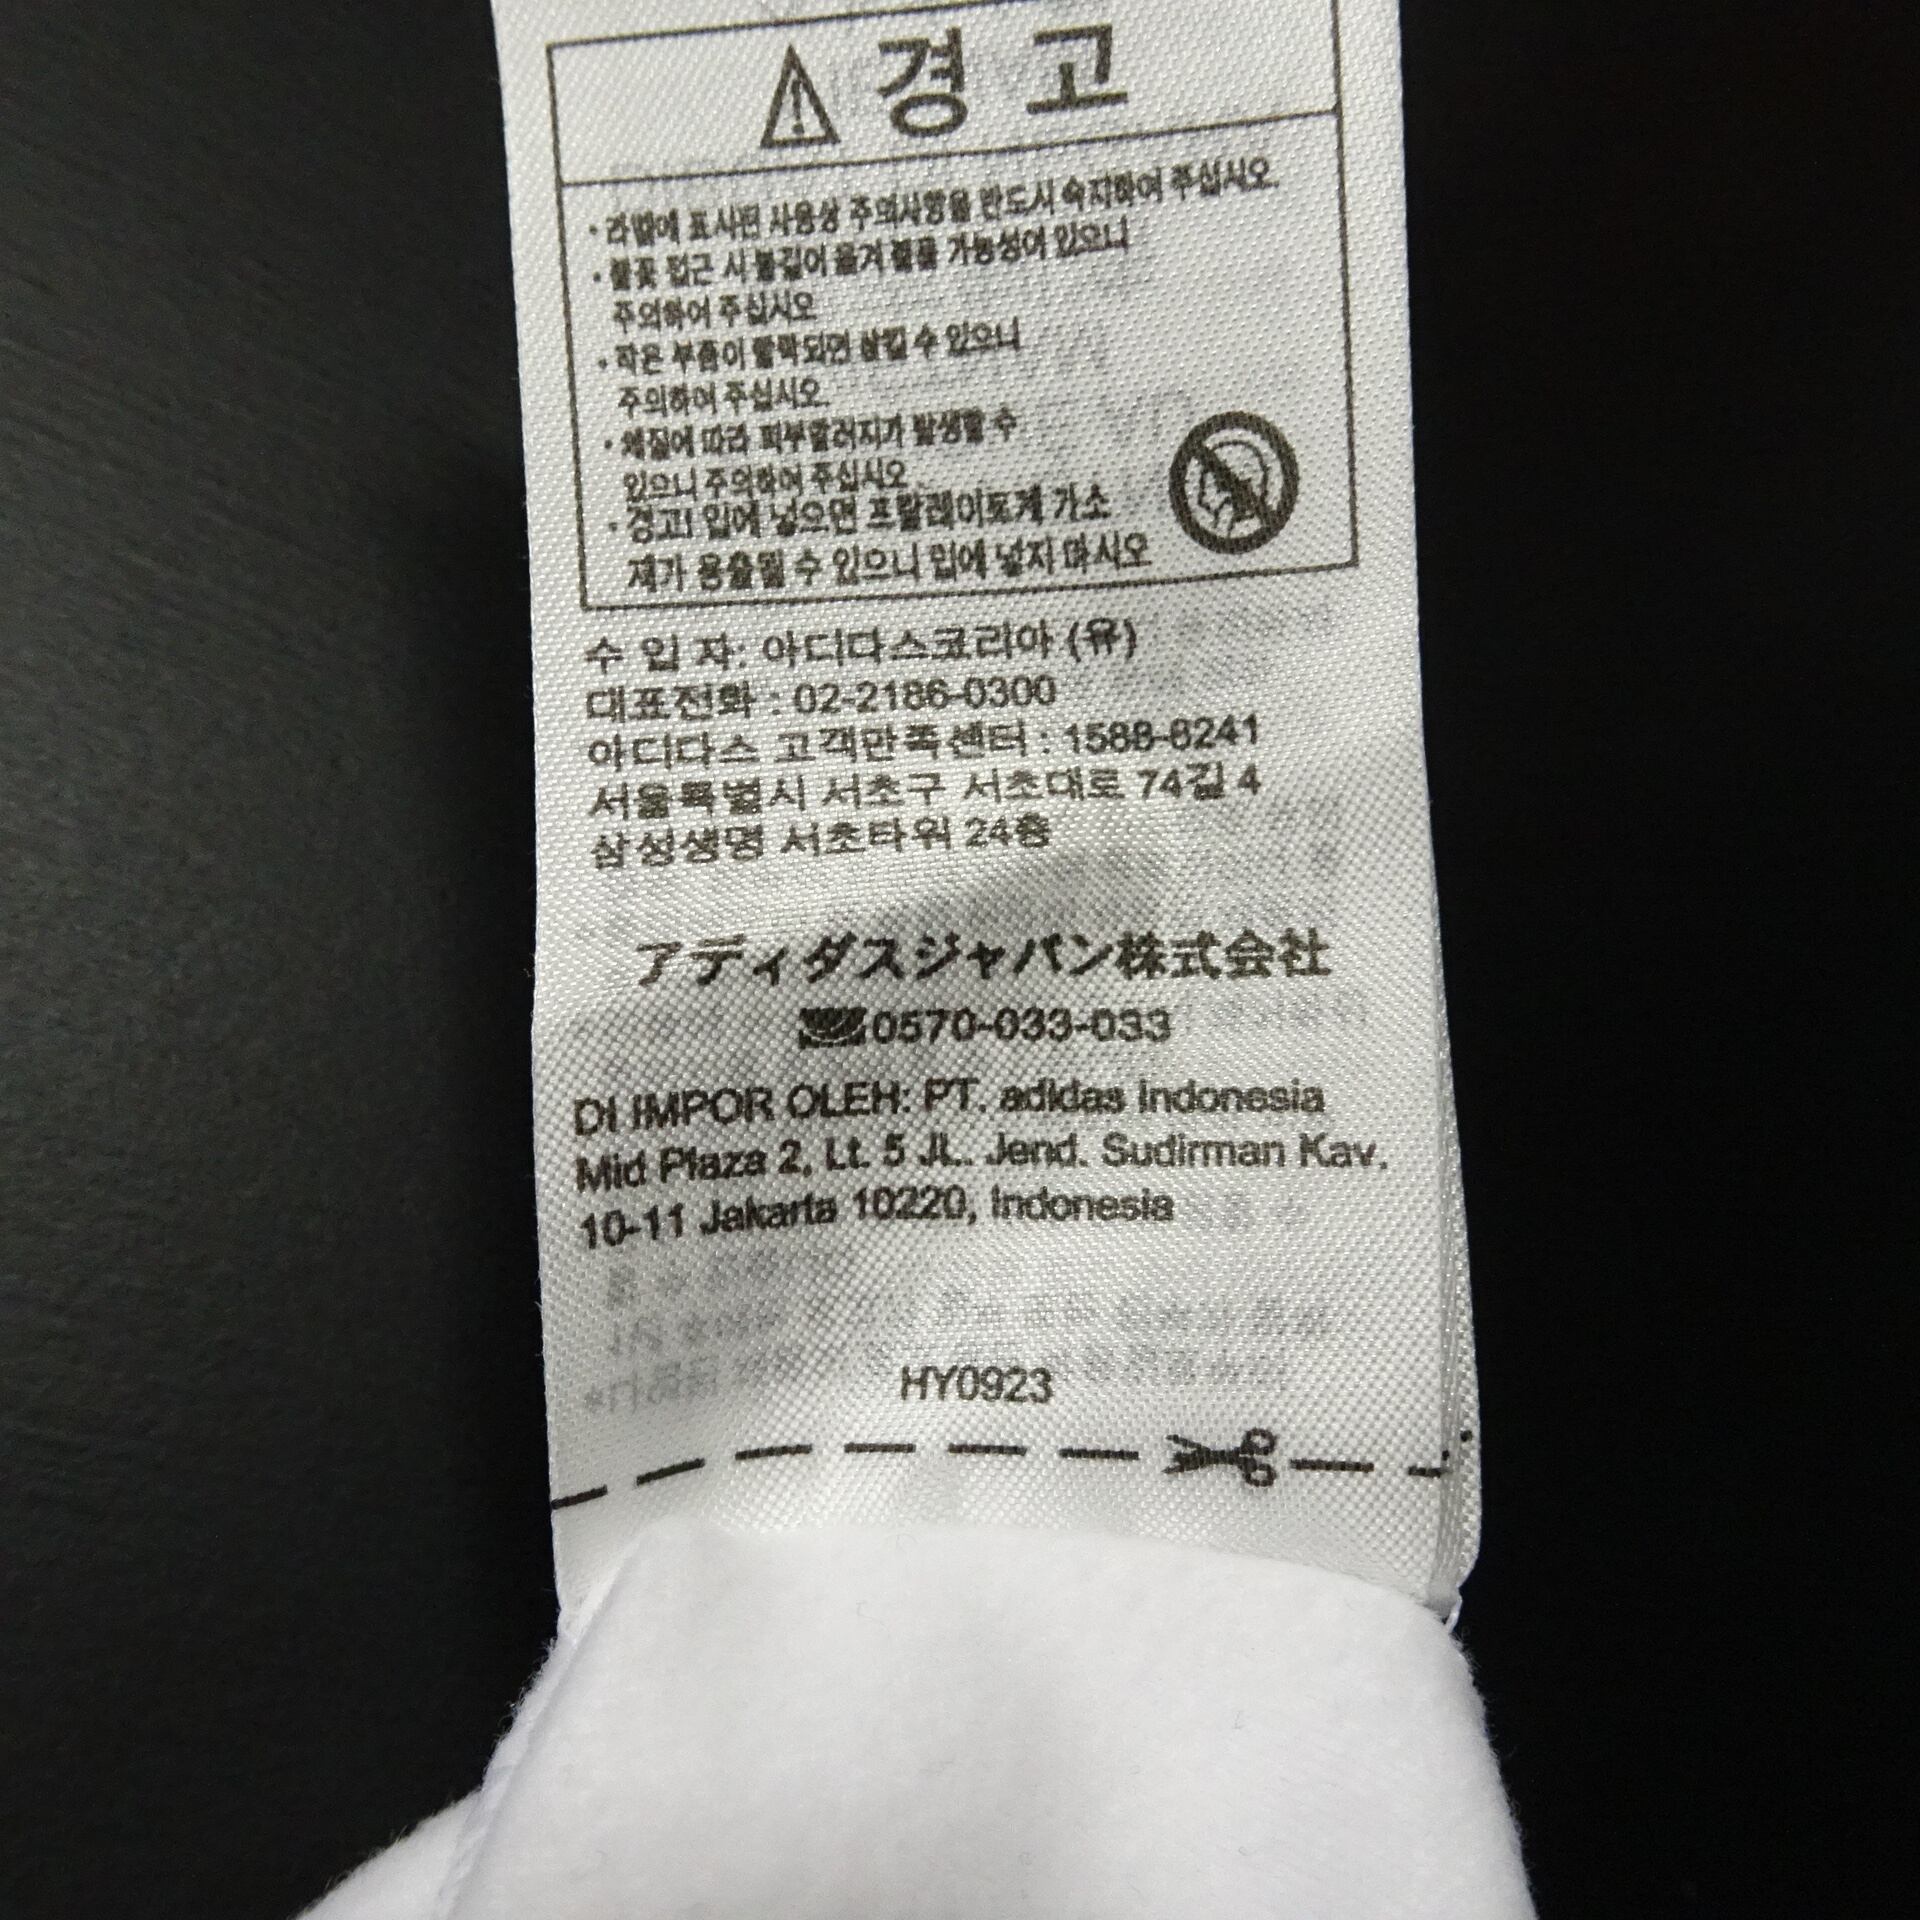 경고
· 라벨에 표시된 사용상 주의사항을 반드시 숙지하여 주십시오.
· 불꽃 접근 시 불길이 옮겨 붙을 가능성이 있으니
주의하여 주십시오
· 작은 부품이 탈락되면 삼킬 수 있으니
주의하여 주십시오.
· 체질에 따라 피부알러지가 발생할 수
있으니 주의하여 주십시오
· 경고! 입에 넣으면 프탈레이트계 가소
제가 용출될 수 있으니 입에 넣지 마시오
수 입 자: 아디다스코리아 (유)
대표전화 : 02-2186-0300
아디다스 고객만족센터 : 1588-8241
서울특별시 서초구 서초대로 74길 4
삼성생명 서초타워 24층
アディダスジャパン株式会社
☎0570-033-033
DI IMPOR OLEH: PT. adidas Indonesia
Mid Plaza 2, Lt. 5 JL. Jend. Sudirman Kav.
10-11 Jakarta 10220, Indonesia
HY0923